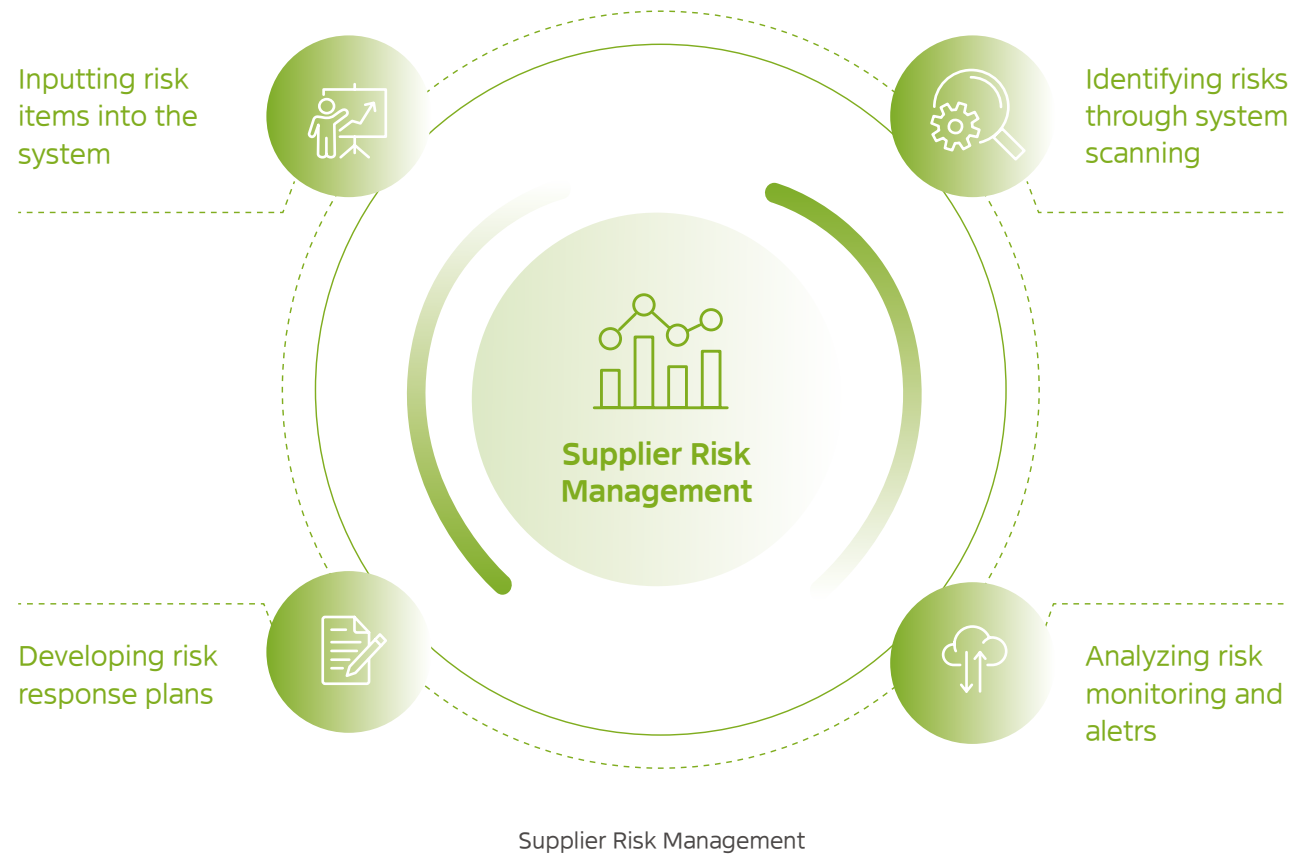 Inputting risk
items into the
system
Identifying risks
through system
scanning
Supplier Risk
Management
Developing risk
response plans
Analyzing risk
monitoring and
aletrs
Supplier Risk Management